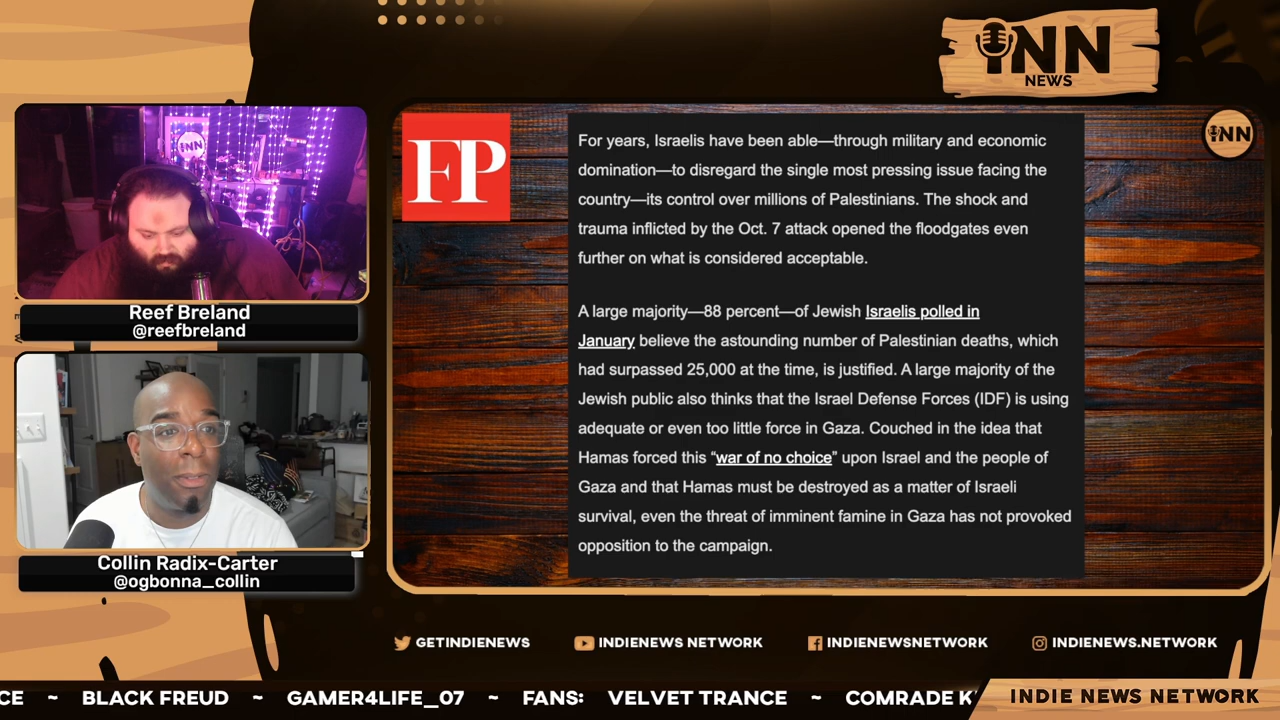 INN
NEWS
INN
Reef Breland
@reefbreland
Collin Radix-Carter
@ogbonna_collin
FP
For years, Israelis have been able—through military and economic
domination—to disregard the single most pressing issue facing the
country—its control over millions of Palestinians. The shock and
trauma inflicted by the Oct. 7 attack opened the floodgates even
further on what is considered acceptable.
A large majority—88 percent—of Jewish Israelis polled in
January believe the astounding number of Palestinian deaths, which
had surpassed 25,000 at the time, is justified. A large majority of the
Jewish public also thinks that the Israel Defense Forces (IDF) is using
adequate or even too little force in Gaza. Couched in the idea that
Hamas forced this “war of no choice” upon Israel and the people of
Gaza and that Hamas must be destroyed as a matter of Israeli
survival, even the threat of imminent famine in Gaza has not provoked
opposition to the campaign.
INN
GETINDIENEWS INDIENEWS NETWORK INDIENEWSNETWORK INDIENEWS.NETWORK
CE ~ BLACK FREUD ~ GAMER4LIFE_07 ~ FANS: VELVET TRANCE ~ COMRADE K
INDIE NEWS NETWORK